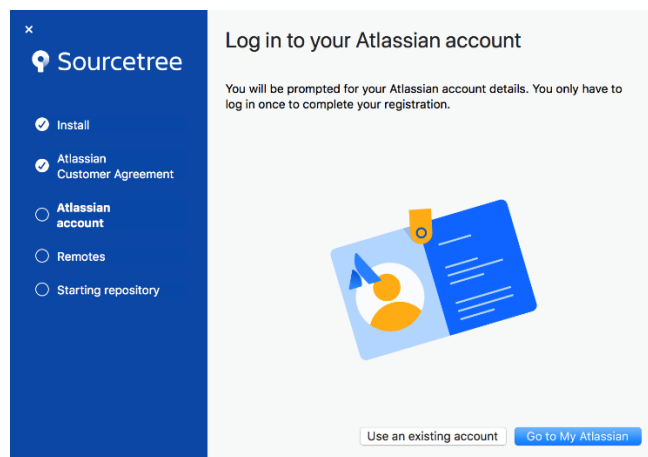 Sourcetree
Install
Atlassian
Customer Agreement
Atlassian
account
Remotes
Starting repository
Log in to your Atlassian account
You will be prompted for your Atlassian account details. You only have to
log in once to complete your registration.
Use an existing account
Go to My Atlassian